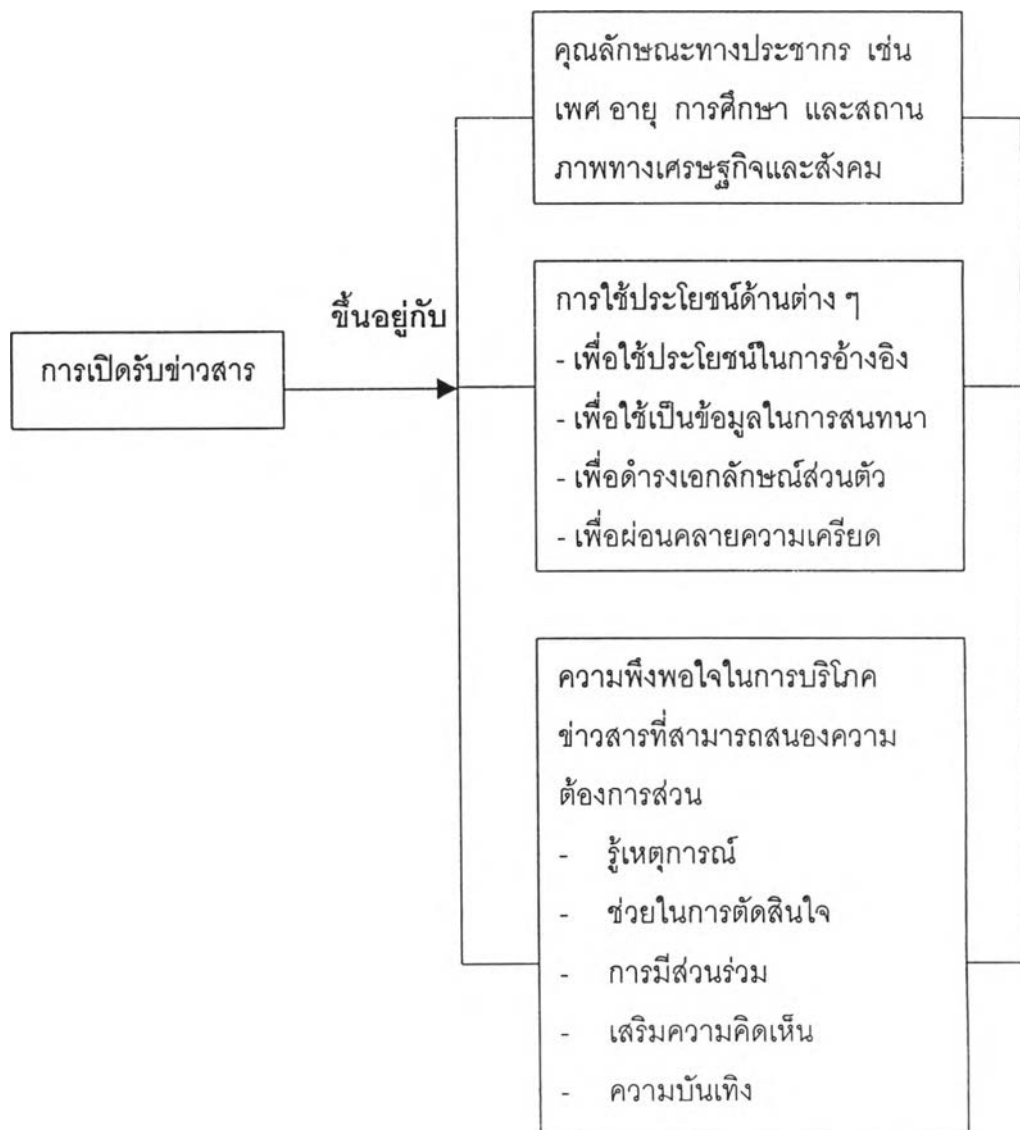 การเปิดรับข่าวสาร
ขึ้นอยู่กับ
คุณลักษณะทางประชากร เช่น
เพศ อายุ การศึกษา และสถาน
ภาพทางเศรษฐกิจและสังคม
การใช้ประโยชน์ด้านต่าง ๆ
- เพื่อใช้ประโยชน์ในการอ้างอิง
- เพื่อใช้เป็นข้อมูลในการสนทนา
- เพื่อดำรงเอกลักษณ์ส่วนตัว
- เพื่อผ่อนคลายความเครียด
ความพึงพอใจในการบริโภค
ข่าวสารที่สามารถสนองความ
ต้องการส่วน
- รู้เหตุการณ์
- ช่วยในการตัดสินใจ
- การมีส่วนร่วม
- เสริมความคิดเห็น
- ความบันเทิง